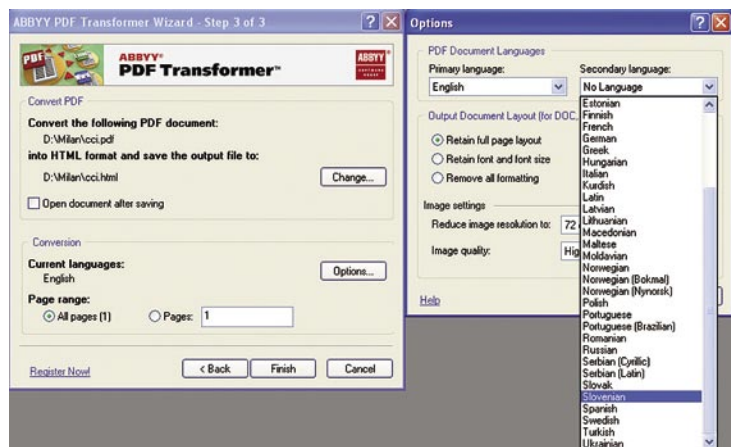 ABBYY PDF Transformer Wizard - Step 3 of 3
PDF
ABBYY®
PDF Transformer™
ABBYY
Convert PDF
Convert the following PDF document:
D:\Milan\cci.pdf
into HTML format and save the output file to:
D:\Milan\cci.html
Change...
Open document after saving
Conversion
Current languages:
English
Options...
Page range:
All pages (1)
Pages:
1
Register Now!
< Back
Finish
Cancel
Options
PDF Document Languages
Primary language:
Secondary language:
English
No Language
Output Document Layout (for DOC,
Retain full page layout
Retain font and font size
Remove all formatting
Image settings
Reduce image resolution to:
72
Image quality:
Hig
Help
Estonian
Finnish
French
German
Greek
Hungarian
Italian
Kurdish
Latin
Latvian
Lithuanian
Macedonian
Maltese
Moldavian
Norwegian
Norwegian (Bokmal)
Norwegian (Nynorsk)
Polish
Portuguese
Portuguese (Brazilian)
Romanian
Russian
Serbian (Cyrillic)
Serbian (Latin)
Slovak
Slovenian
Spanish
Swedish
Turkish
Ukrainian